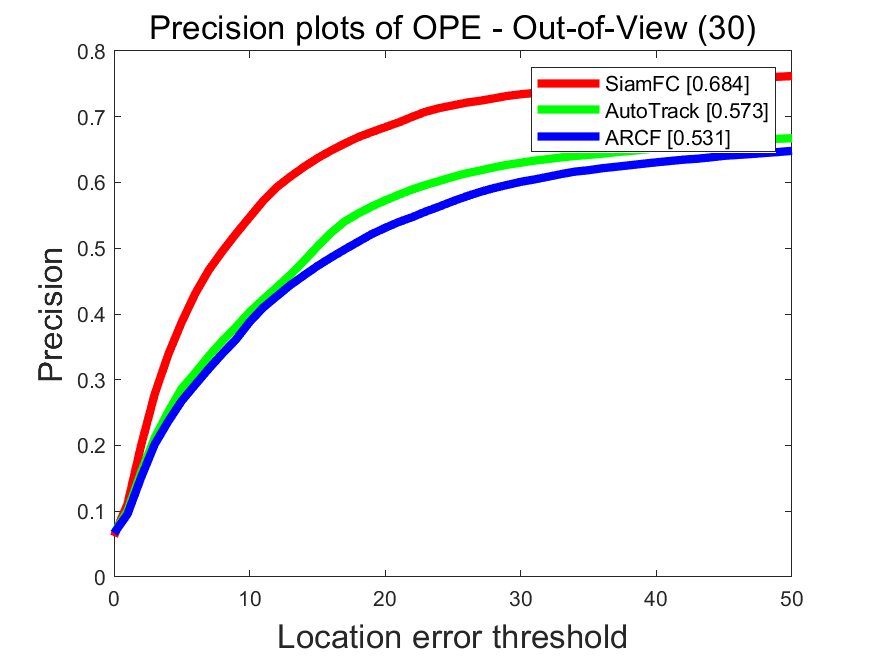 Precision plots of OPE - Out-of-View (30)
0.8
0.7
0.6
0.5
0.4
0.3
0.2
0.1
0
Precision
SiamFC [0.684]
AutoTrack [0.573]
ARCF [0.531]
0 10 20 30 40 50
Location error threshold